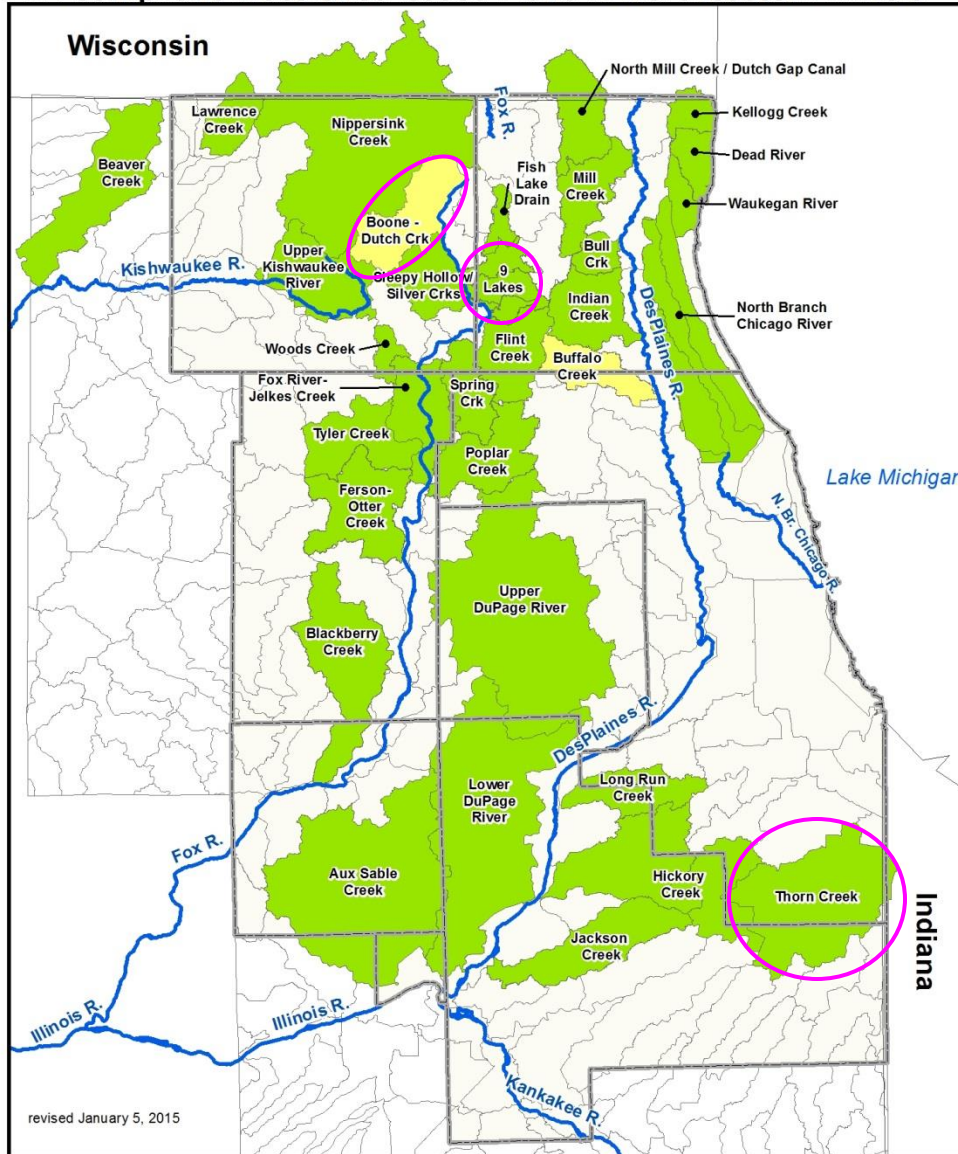 Wisconsin
North Mill Creek / Dutch Gap Canal
Fox R.
Lawrence
Creek
Nippersink
Creek
Kellogg Creek
Beaver
Creek
Dead River
Fish
Lake
Drain
Mill
Creek
Waukegan River
Boone -
Dutch Crk
Bull
Crk
Upper
Kishwaukee
River
Kishwaukee R.
Sleepy Hollow/
Silver Crks
9
Lakes
Indian
Creek
DesPlaines R.
North Branch
Chicago River
Woods Creek
Flint
Creek
Buffalo
Creek
Fox River-
Jelkes Creek
Spring
Crk
Tyler Creek
Poplar
Creek
Lake Michigan
Ferson-
Otter
Creek
N. Br. Chicago R.
Upper
DuPage River
Blackberry
Creek
DesPlaines R.
Long Run
Creek
Lower
DuPage
River
Fox R.
Aux Sable
Creek
Hickory
Creek
Thorn Creek
Indiana
Jackson
Creek
Illinois R.
Illinois R.
Kankakee R.
revised January 5, 2015